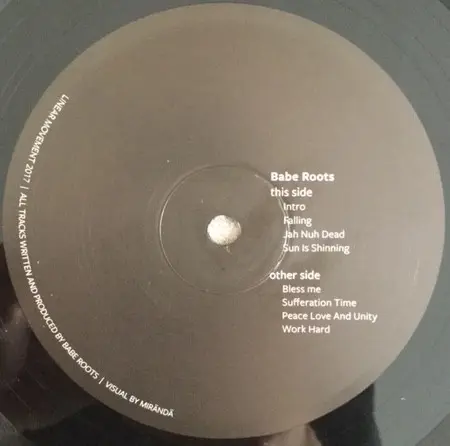 Babe Roots
this side
Intro
Falling
Jah Nuh Dead
Sun Is Shinning
other side
Bless me
Sufferation Time
Peace Love And Unity
Work Hard
LINEAR MOVEMENT 2017 | ALL TRACKS WRITTEN AND PRODUCED BY BABE ROOTS | VISUAL BY MIRÄNDÄ